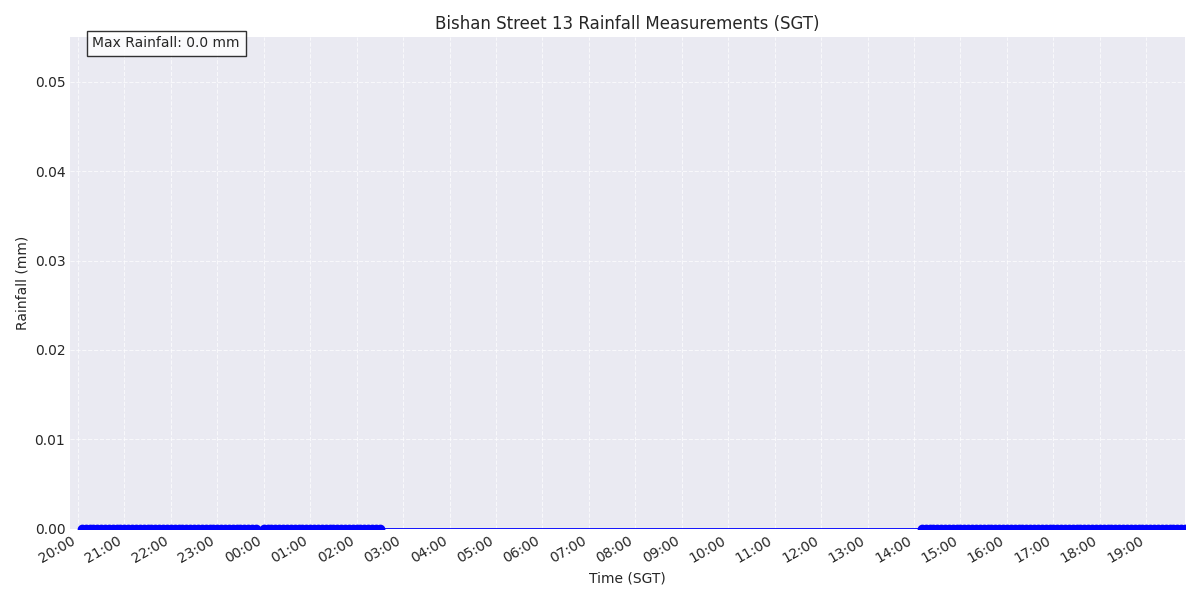 Bishan Street 13 Rainfall Measurements (SGT)
Max Rainfall: 0.0 mm
0.05
0.04
0.03
0.02
0.01
0.00
Rainfall (mm)
20:00 21:00 22:00 23:00 00:00 01:00 02:00 03:00 04:00 05:00 06:00 07:00 08:00 09:00 10:00 11:00 12:00 13:00 14:00 15:00 16:00 17:00 18:00 19:00
Time (SGT)